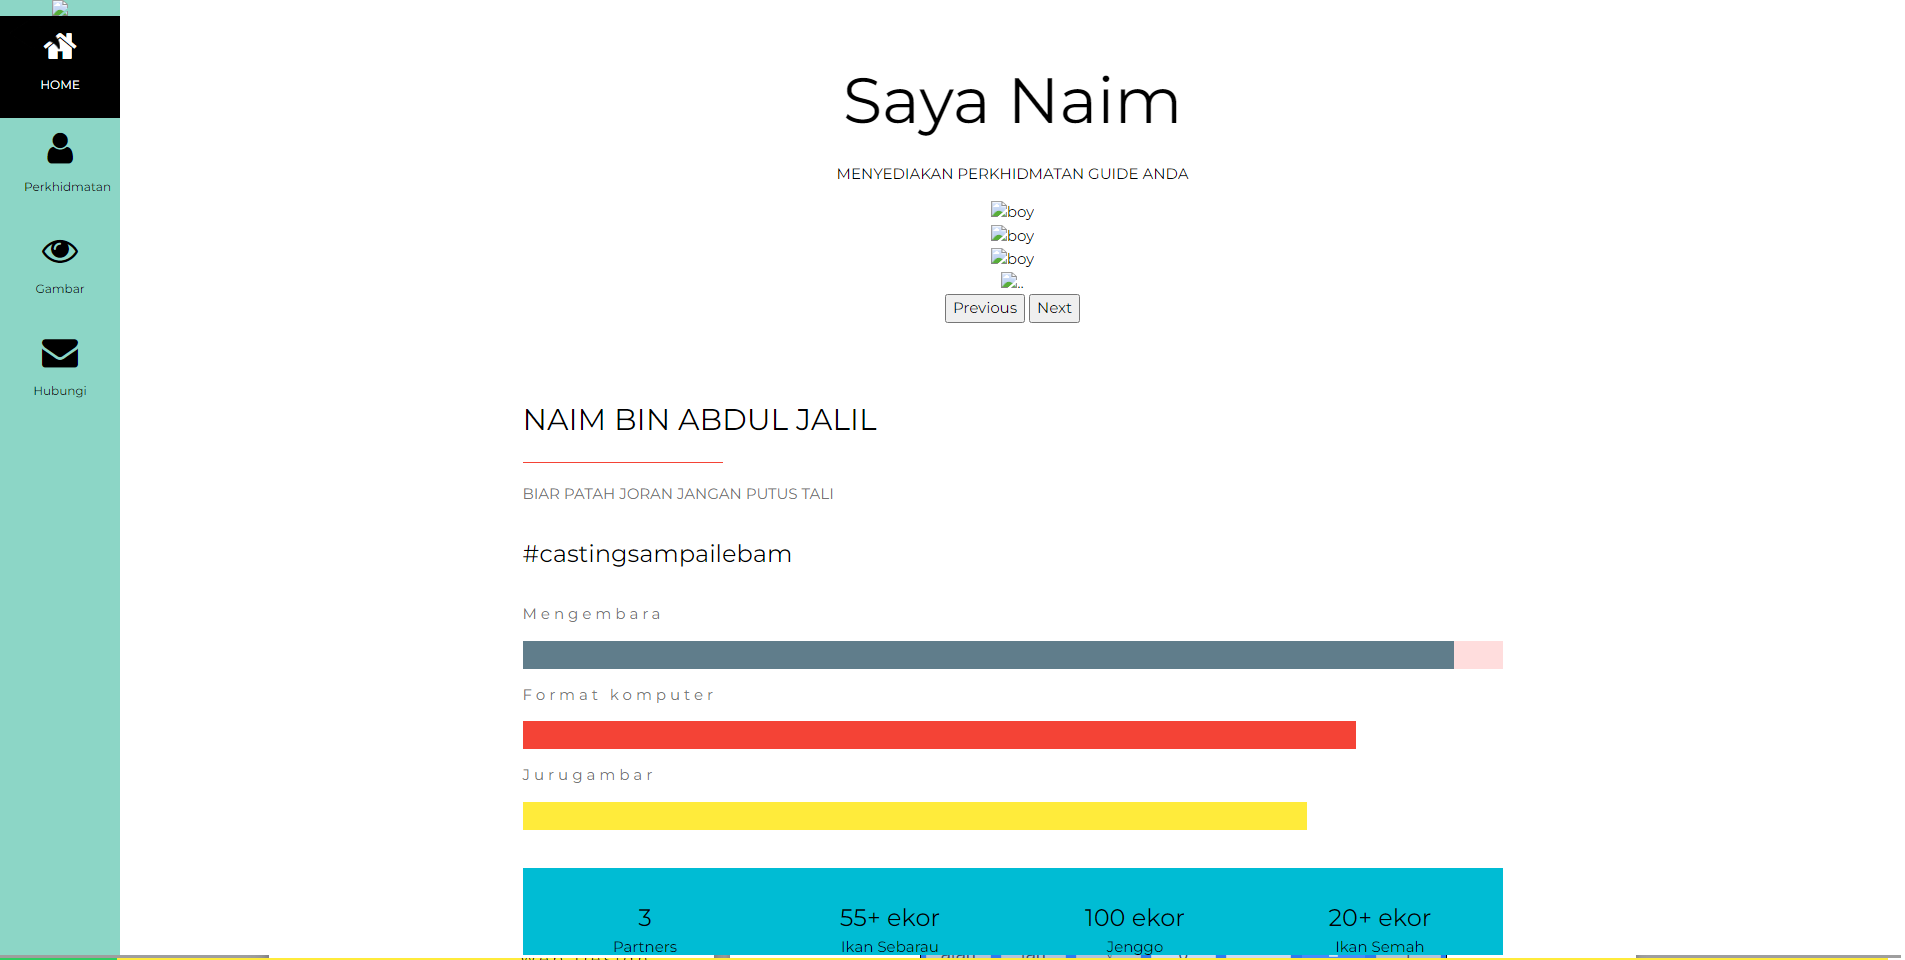 HOME
Perkhidmatan
Gambar
Hubungi
Saya Naim
MENYEDIAKAN PERKHIDMATAN GUIDE ANDA
boy
boy
boy
..
Previous Next
NAIM BIN ABDUL JALIL
BIAR PATAH JORAN JANGAN PUTUS TALI
#castingsampailebam
Mengembara
Format komputer
Jurugambar
3 55+ ekor 100 ekor 20+ ekor
Partners Ikan Sebarau Jenggo Ikan Semah